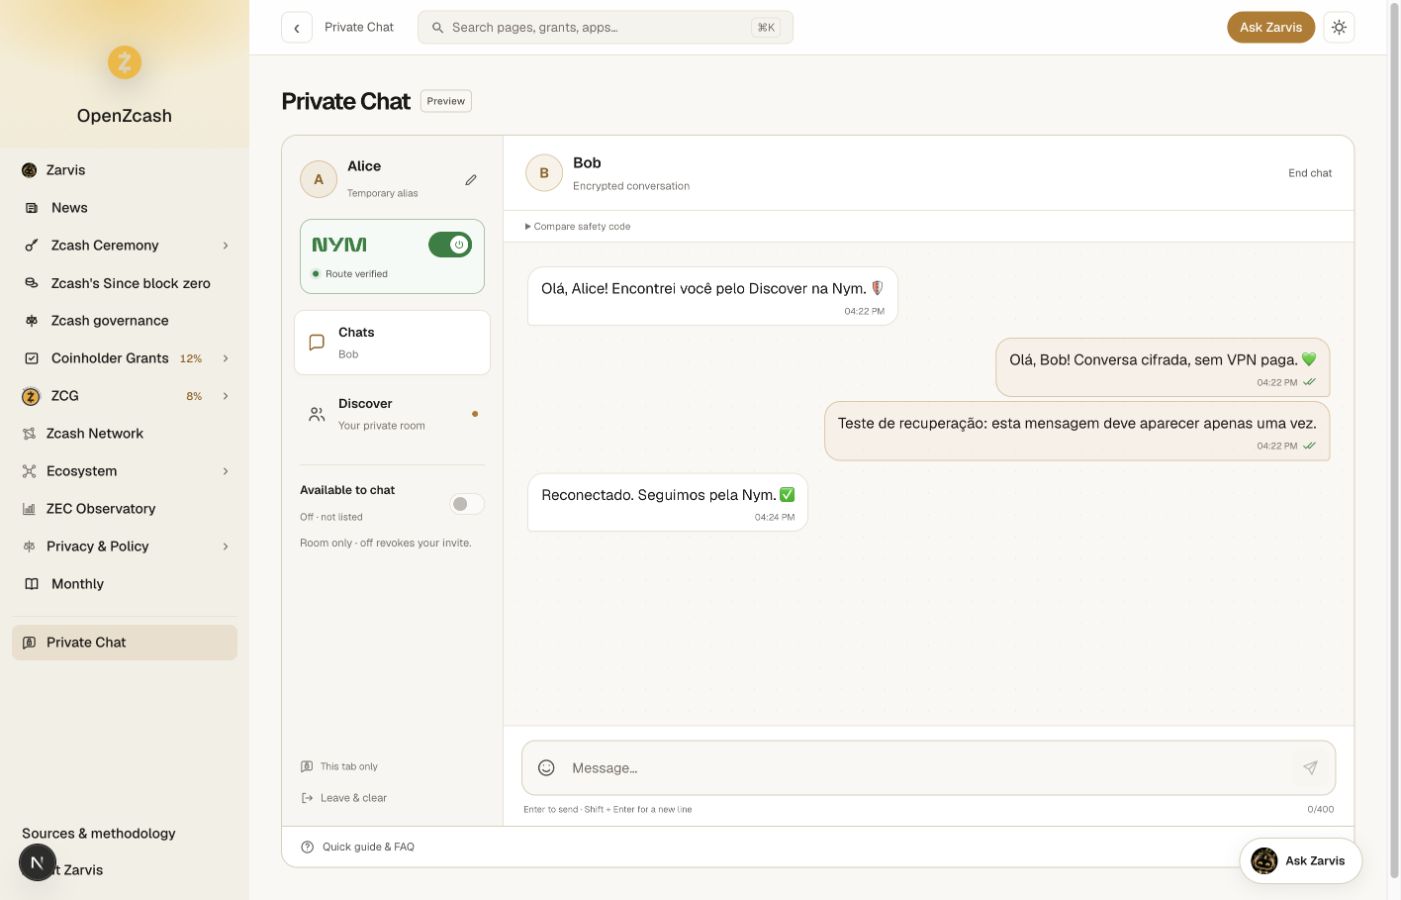 OpenZcash
Zarvis
News
Zcash Ceremony
Zcash's Since block zero
Zcash governance
Coinholder Grants 12%
ZCG 8%
Zcash Network
Ecosystem
ZEC Observatory
Privacy & Policy
Monthly
Private Chat
Sources & methodology
N
t Zarvis
Private Chat
Search pages, grants, apps...
⌘K
Ask Zarvis
Private Chat
Preview
A
Alice
Temporary alias
NYM
Route verified
Chats
Bob
Discover
Your private room
Available to chat
Off · not listed
Room only · off revokes your invite.
This tab only
Leave & clear
B
Bob
Encrypted conversation
End chat
Compare safety code
Olá, Alice! Encontrei você pelo Discover na Nym. 🛡️
04:22 PM
Olá, Bob! Conversa cifrada, sem VPN paga. 💚
04:22 PM
Teste de recuperação: esta mensagem deve aparecer apenas uma vez.
04:22 PM
Reconectado. Seguimos pela Nym. ✅
04:24 PM
Message...
Enter to send · Shift + Enter for a new line
0/400
Quick guide & FAQ
Ask Zarvis